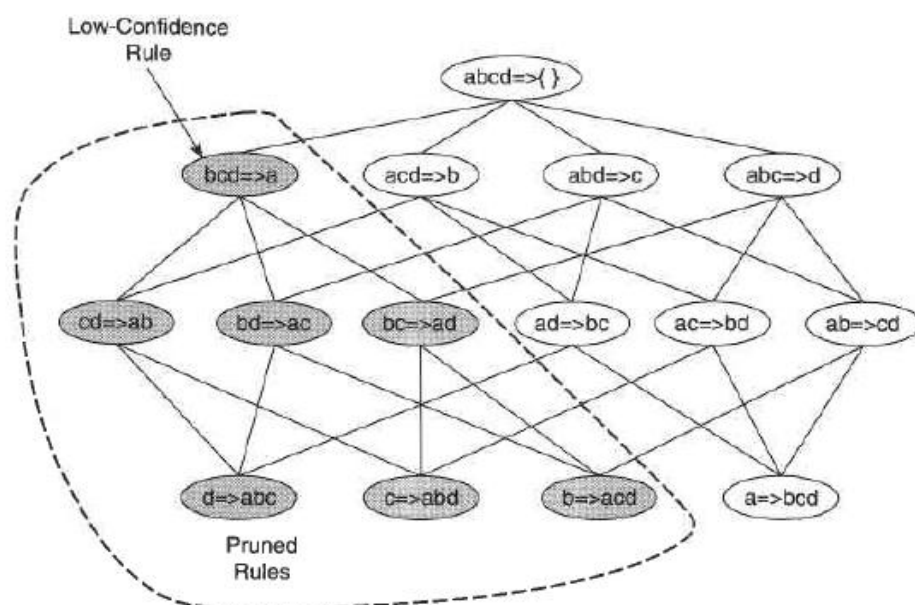 Low-Confidence
Rule
abcd=>{ }
bcd=>a
acd=>b
abd=>c
abc=>d
cd=>ab
bd=>ac
bc=>ad
ad=>bc
ac=>bd
ab=>cd
d=>abc
c=>abd
b=>acd
a=>bcd
Pruned
Rules